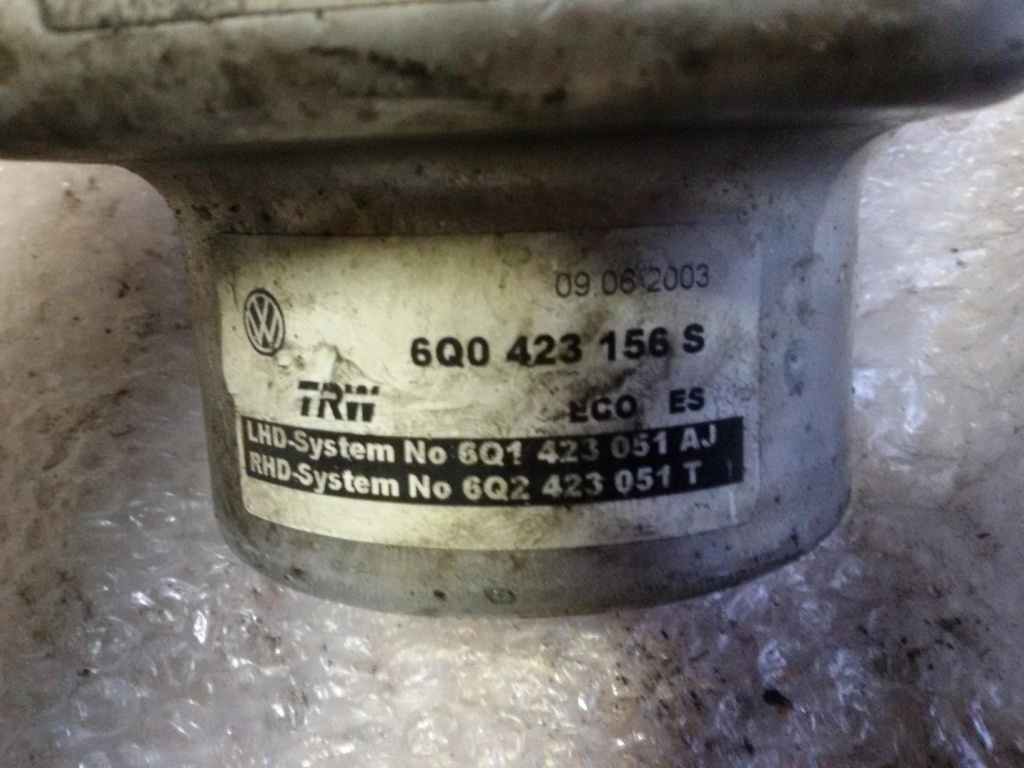 09 06 2003
6Q0 423 156 S
TRW
ECO ES
LHD-System No 6Q1 423 051 AJ
RHD-System No 6Q2 423 051 T